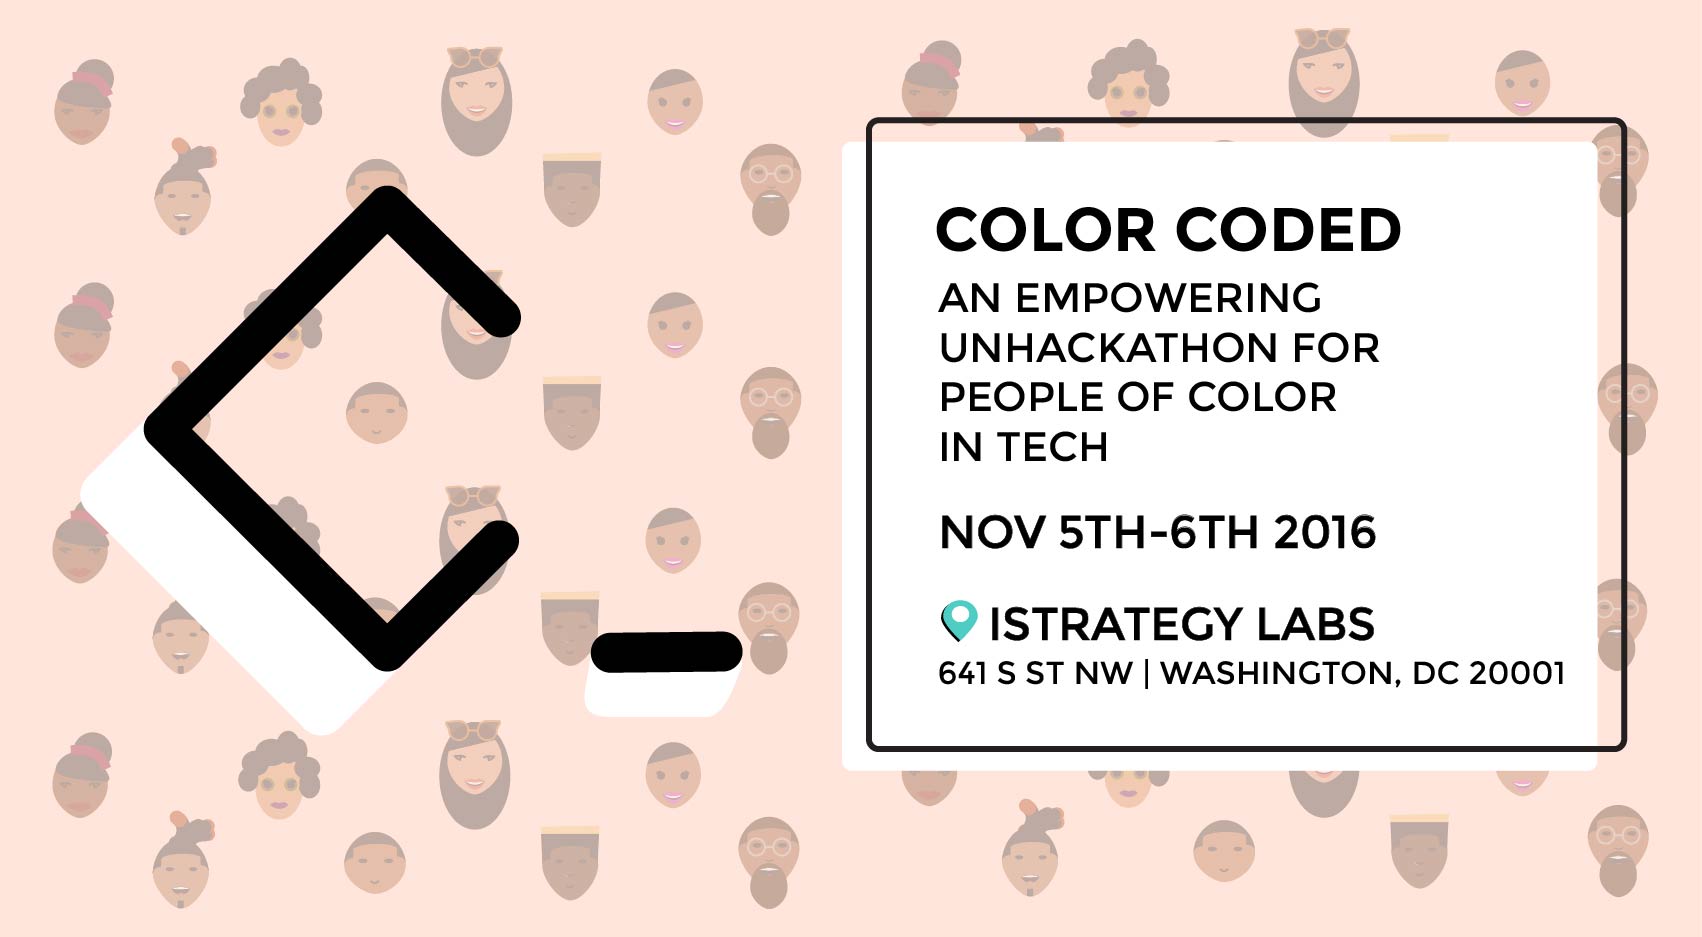 COLOR CODED
AN EMPOWERING
UNHACKATHON FOR
PEOPLE OF COLOR
IN TECH
NOV 5TH-6TH 2016
ISTRATEGY LABS
641 S ST NW | WASHINGTON, DC 20001